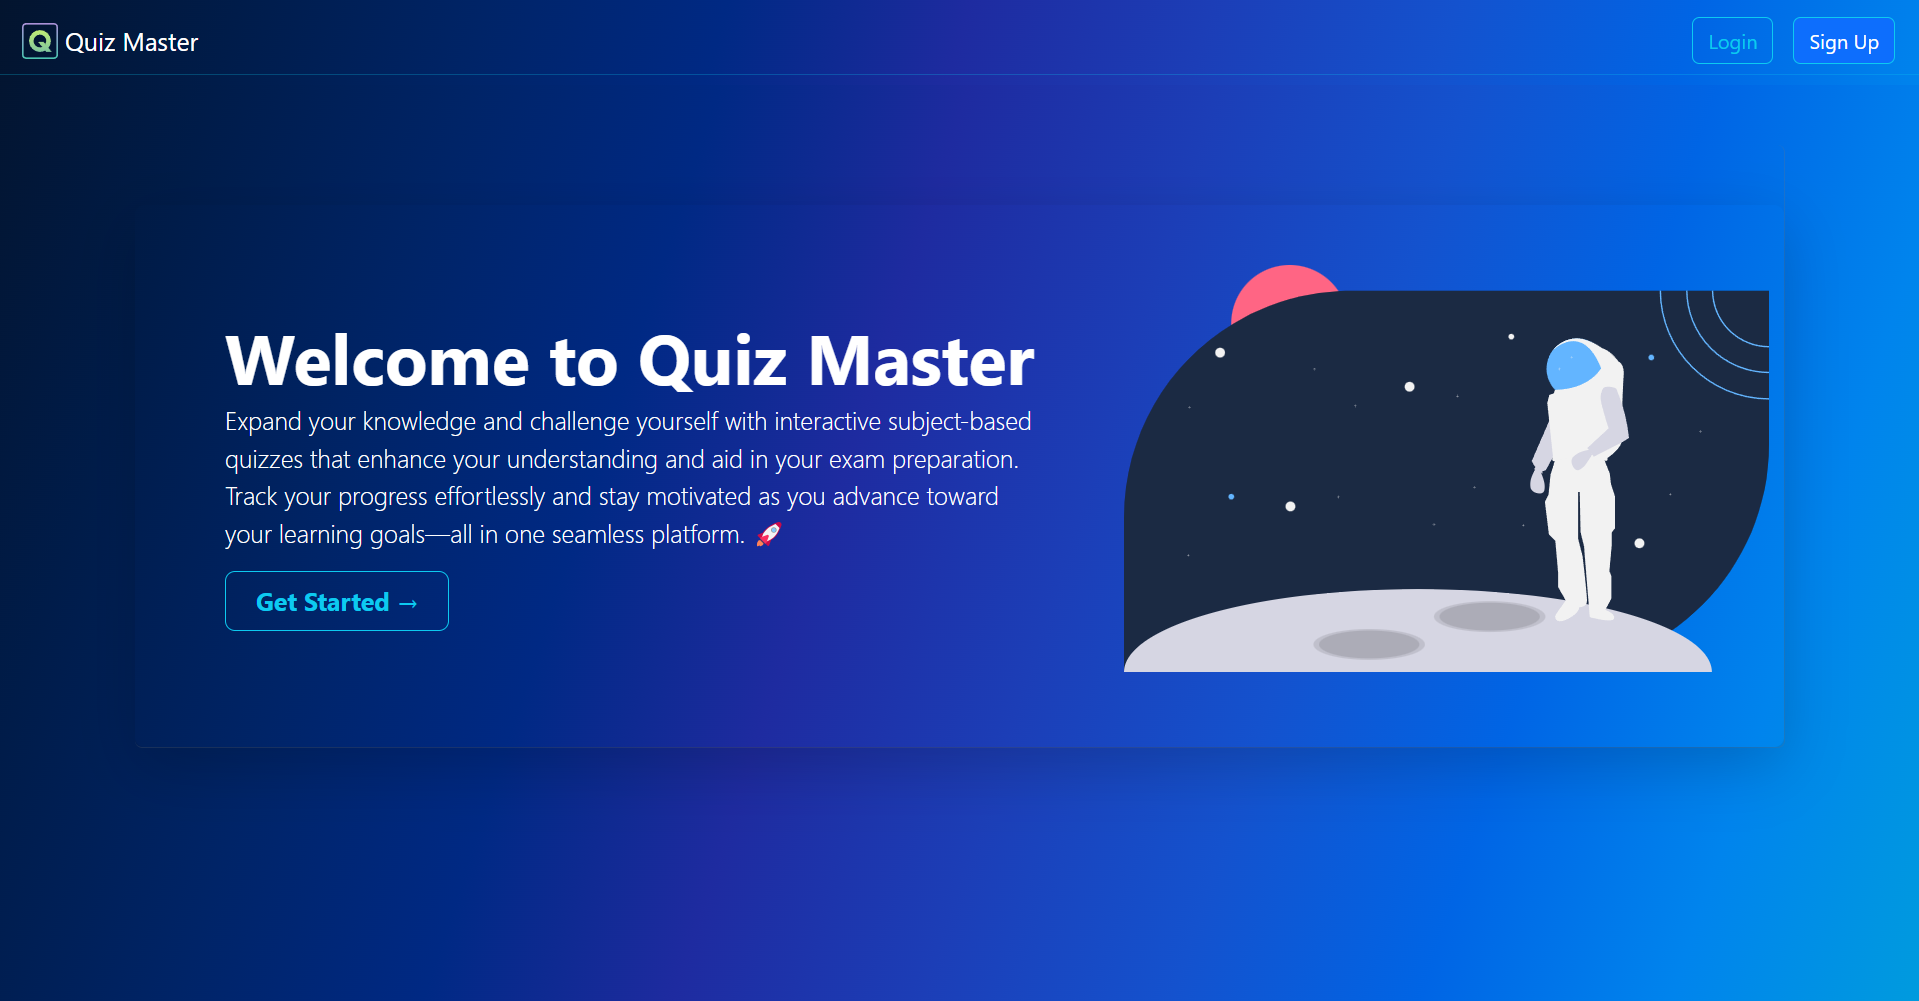 Q Quiz Master
Login
Sign Up
Welcome to Quiz Master
Expand your knowledge and challenge yourself with interactive subject-based
quizzes that enhance your understanding and aid in your exam preparation.
Track your progress effortlessly and stay motivated as you advance toward
your learning goals—all in one seamless platform. 🚀
Get Started →